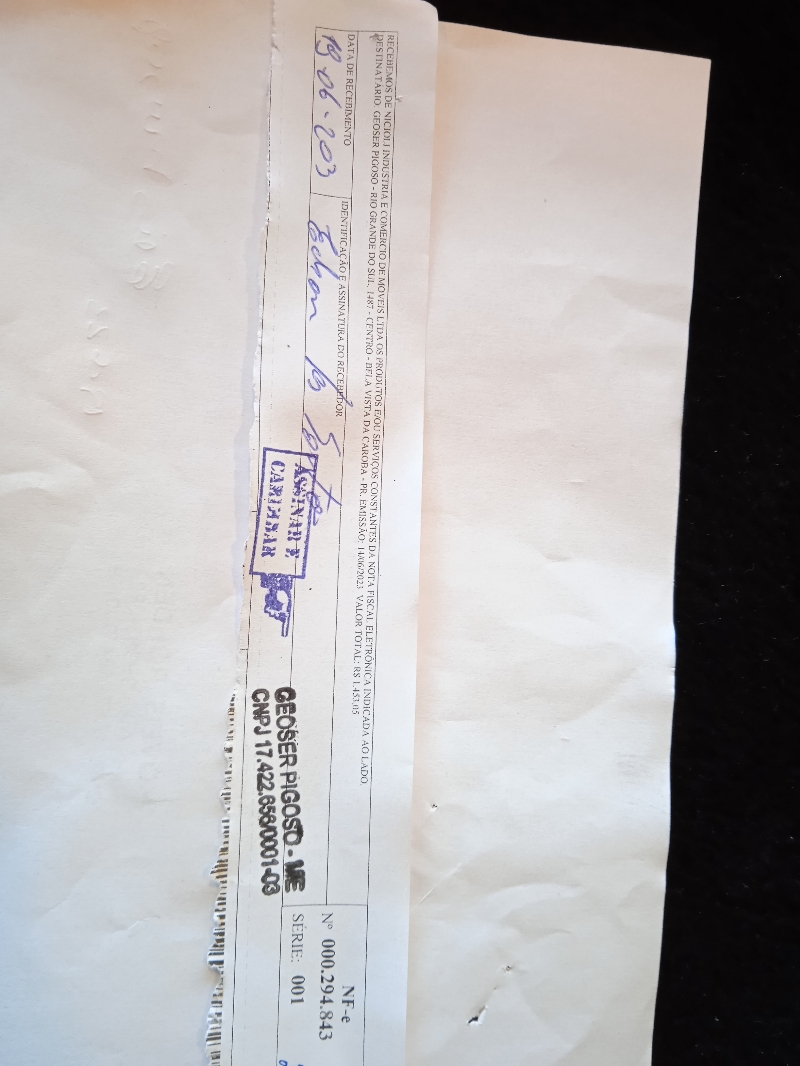 RECEBEMOS DE NICIOLI INDUSTRIA E COMERCIO DE MOVEIS LTDA OS PRODUTOS E/OU SERVIÇOS CONSTANTES DA NOTA FISCAL ELETRÔNICA INDICADA AO LADO.
DESTINATÁRIO: GEOSER PIGOSO - RIO GRANDE DO SUL, 1487 - CENTRO - BELA VISTA DA CAROBA - PR. EMISSÃO: 14/06/2023 VALOR TOTAL: R$ 1.453,05
DATA DE RECEBIMENTO
19-06-203
IDENTIFICAÇÃO E ASSINATURA DO RECEBEDOR
ASSINAR E
CARIMBAR
GEOSER PIGOSO - ME
CNPJ 17.422.656/0001-03
NF-e
Nº 000.294.843
SÉRIE: 001